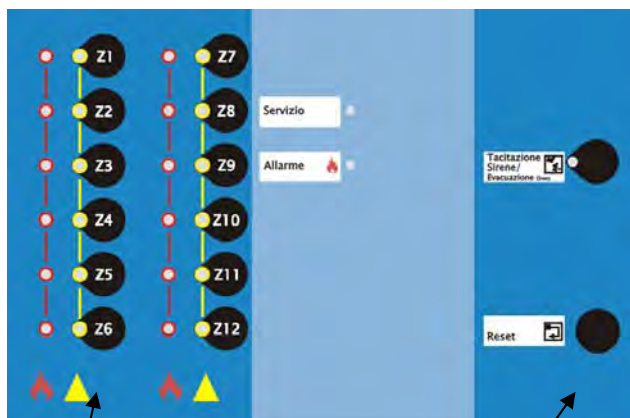 Z1
Z2
Z3
Z4
Z5
Z6
Z7
Z8
Z9
Z10
Z11
Z12
Servizio
Allarme
Tacitazione
Sirene/
Evacuazione
Reset